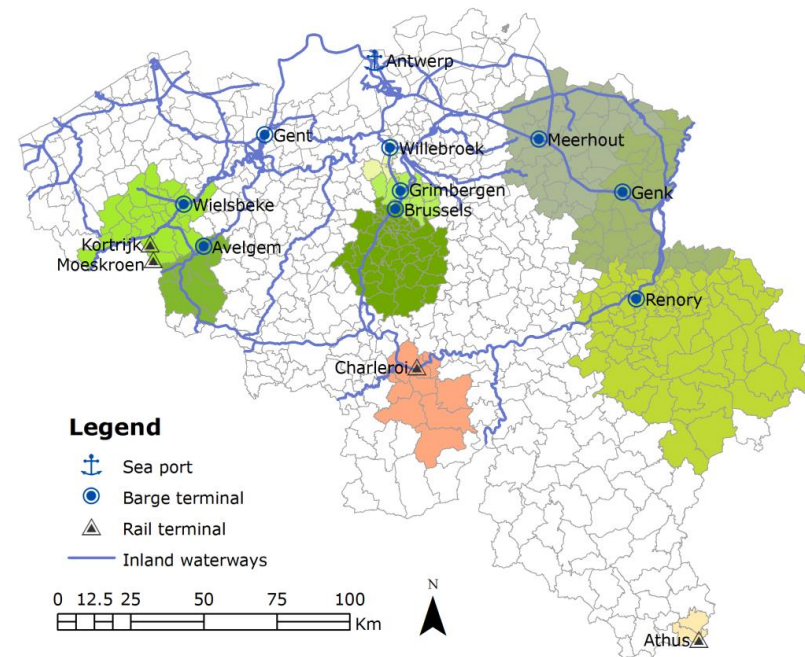 Antwerp
Gent
Willebroek
Meerhout
Grimbergen
Genk
Wielsbeke
Brussels
Kortrijk
Avelgem
Moeskroen
Renory
Charleroi
Legend
Sea port
Barge terminal
Rail terminal
Inland waterways
0 12.5 25 50 75 100
Km
N
Athus